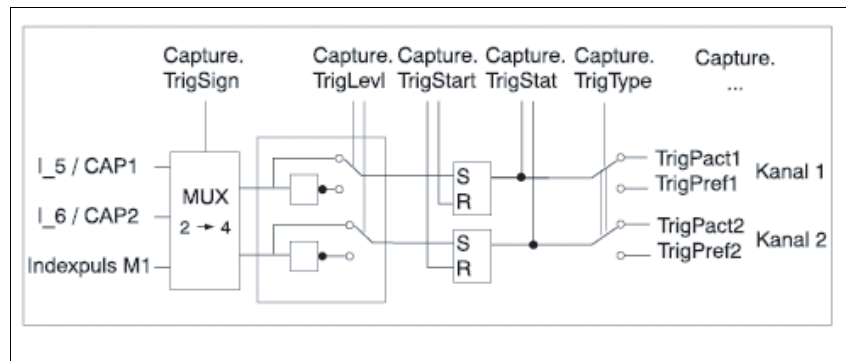 Capture. Capture. Capture. Capture. Capture. Capture.
TrigSign TrigLevl TrigStart TrigStat TrigType ...
I_5 / CAP1
I_6 / CAP2
Indexpuls M1
MUX
2 → 4
S
R
S
R
TrigPact1
TrigPref1
Kanal 1
TrigPact2
TrigPref2
Kanal 2